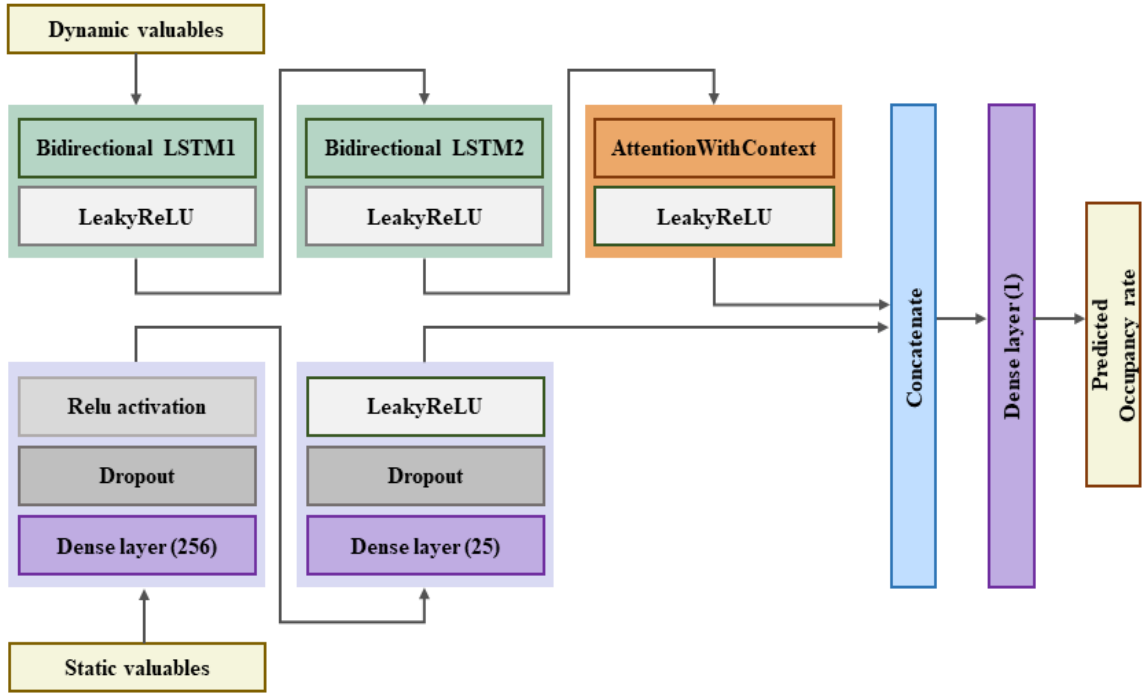 Dynamic valuables
Bidirectional LSTM1
LeakyReLU
Bidirectional LSTM2
LeakyReLU
AttentionWithContext
LeakyReLU
Relu activation
Dropout
Dense layer (256)
LeakyReLU
Dropout
Dense layer (25)
Static valuables
Concatenate
Dense layer (1)
Predicted
Occupancy rate